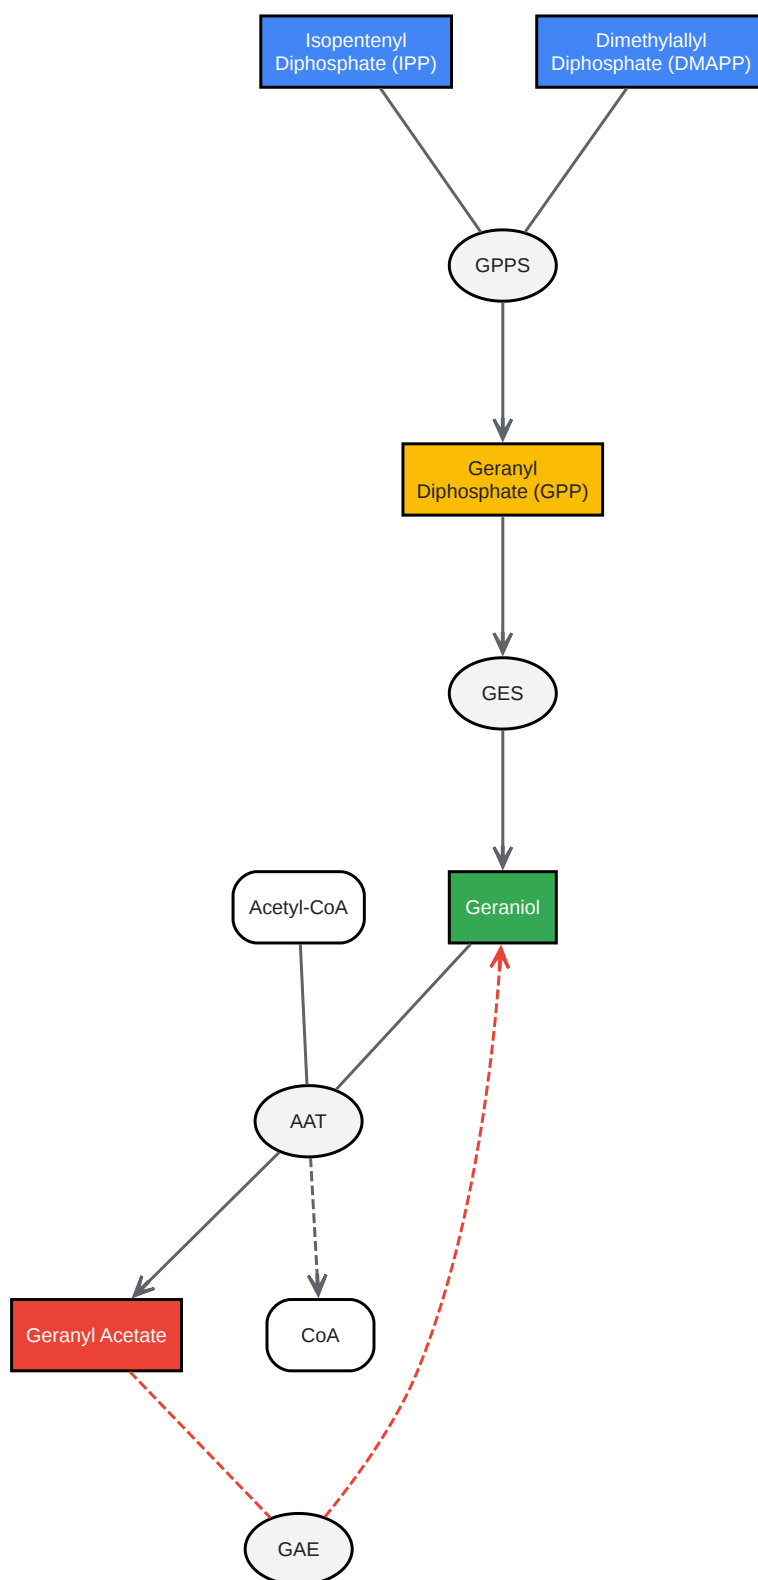 Isopentenyl
Diphosphate (IPP)
Dimethylallyl
Diphosphate (DMAPP)
GPPS
Geranyl
Diphosphate (GPP)
GES
Acetyl-CoA
Geraniol
AAT
Geranyl Acetate
CoA
GAE